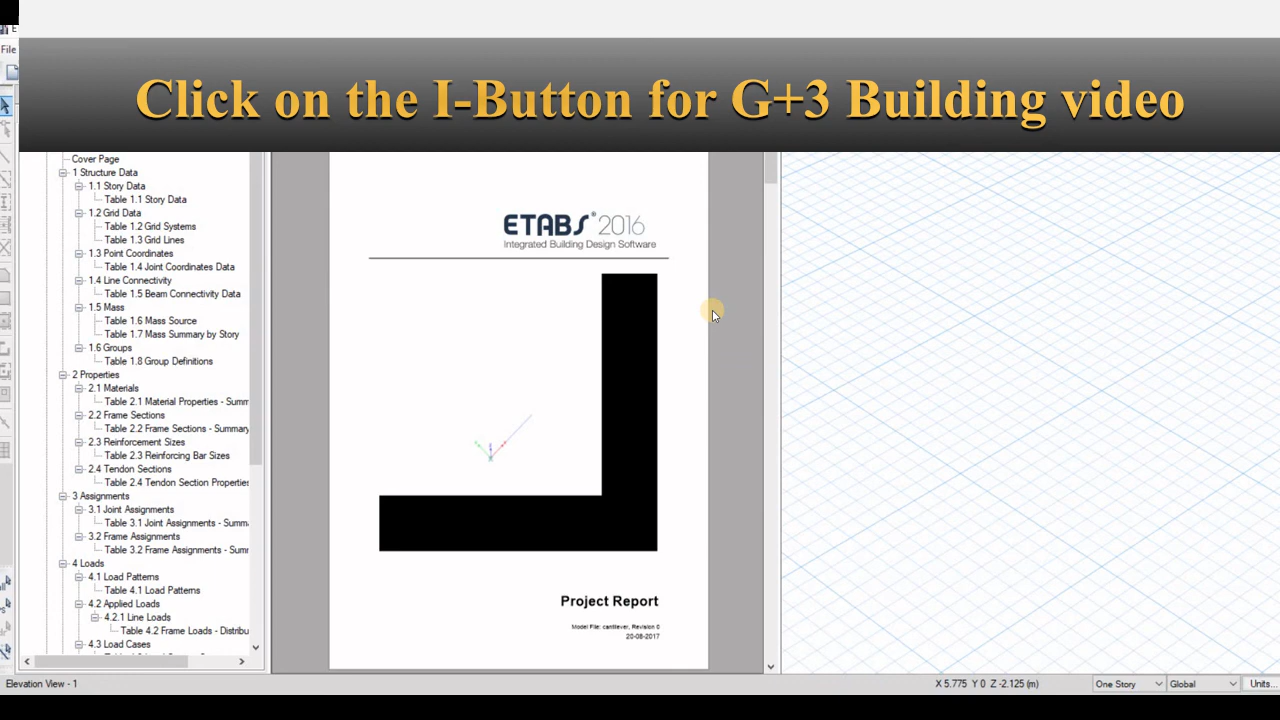 E
File
Click on the I-Button for G+3 Building video
Cover Page
1 Structure Data
1.1 Story Data
Table 1.1 Story Data
1.2 Grid Data
Table 1.2 Grid Systems
Table 1.3 Grid Lines
1.3 Point Coordinates
Table 1.4 Joint Coordinates Data
1.4 Line Connectivity
Table 1.5 Beam Connectivity Data
1.5 Mass
Table 1.6 Mass Source
Table 1.7 Mass Summary by Story
1.6 Groups
Table 1.8 Group Definitions
2 Properties
2.1 Materials
Table 2.1 Material Properties - Summ
2.2 Frame Sections
Table 2.2 Frame Sections - Summary
2.3 Reinforcement Sizes
Table 2.3 Reinforcing Bar Sizes
2.4 Tendon Sections
Table 2.4 Tendon Section Properties
3 Assignments
3.1 Joint Assignments
Table 3.1 Joint Assignments - Summ
3.2 Frame Assignments
Table 3.2 Frame Assignments - Sum
4 Loads
4.1 Load Patterns
Table 4.1 Load Patterns
4.2 Applied Loads
4.2.1 Line Loads
Table 4.2 Frame Loads - Distribu
4.3 Load Cases
ETABS® 2016
Integrated Building Design Software
Project Report
Model File: cantilever, Revision 0
20-08-2017
Elevation View - 1
X 5.775 Y 0 Z -2.125 (m)
One Story
Global
Units...